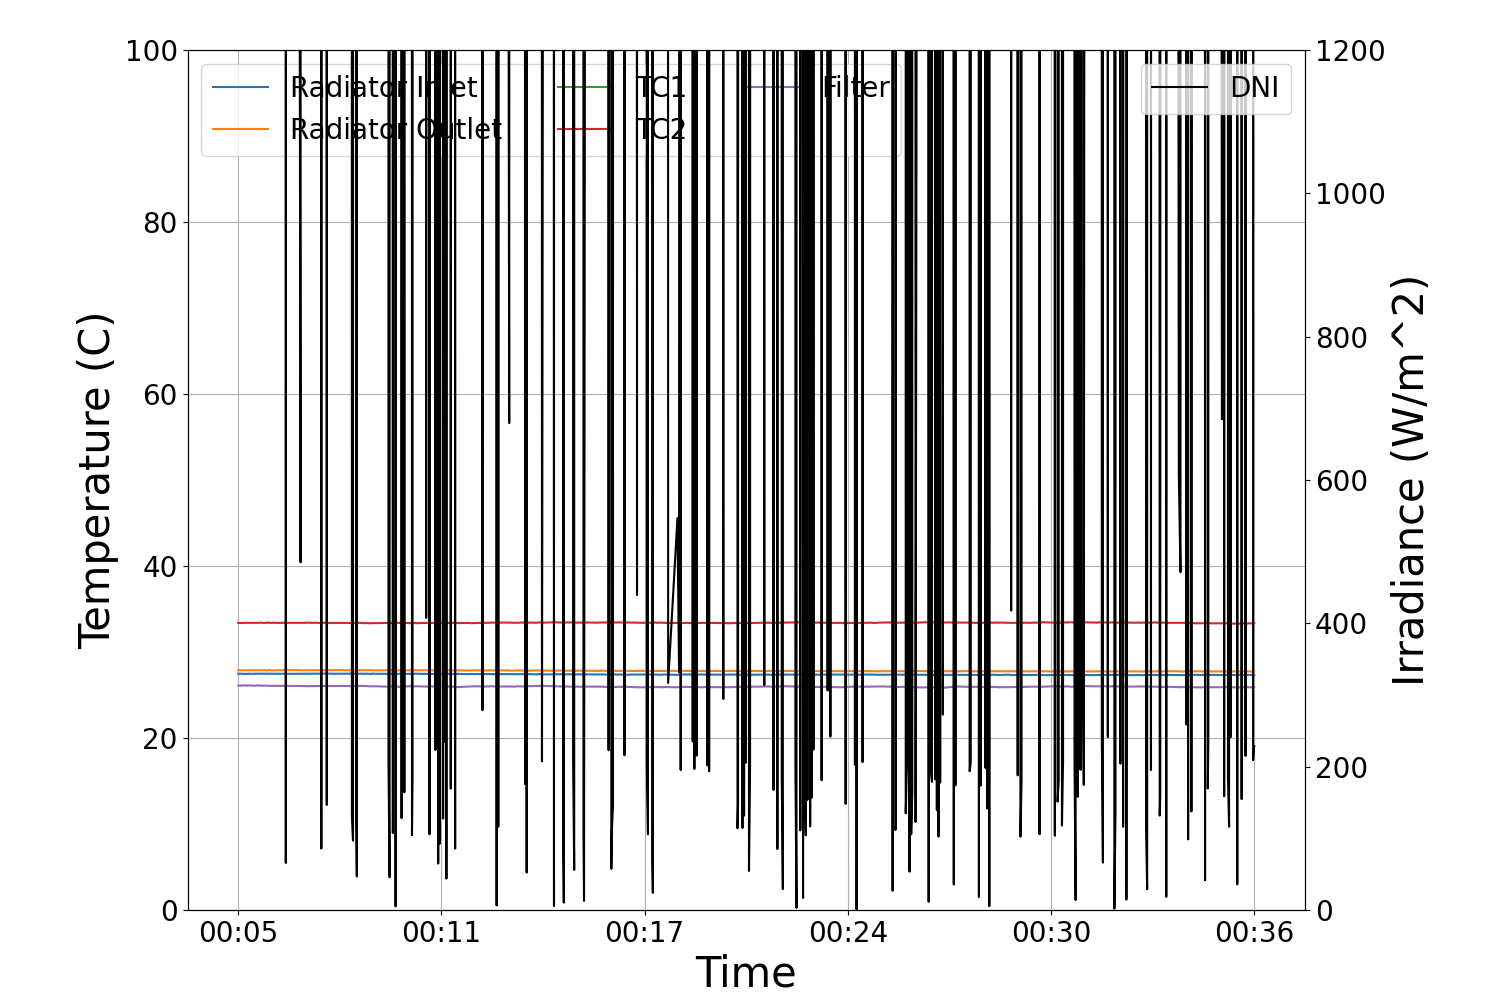 100
80
60
40
20
0
Temperature (C)
Radiator Inlet
Radiator Outlet
TC1
TC2
Filter
DNI
1200
1000
800
600
400
200
0
Irradiance (W/m^2)
00:05 00:11 00:17 00:24 00:30 00:36
Time